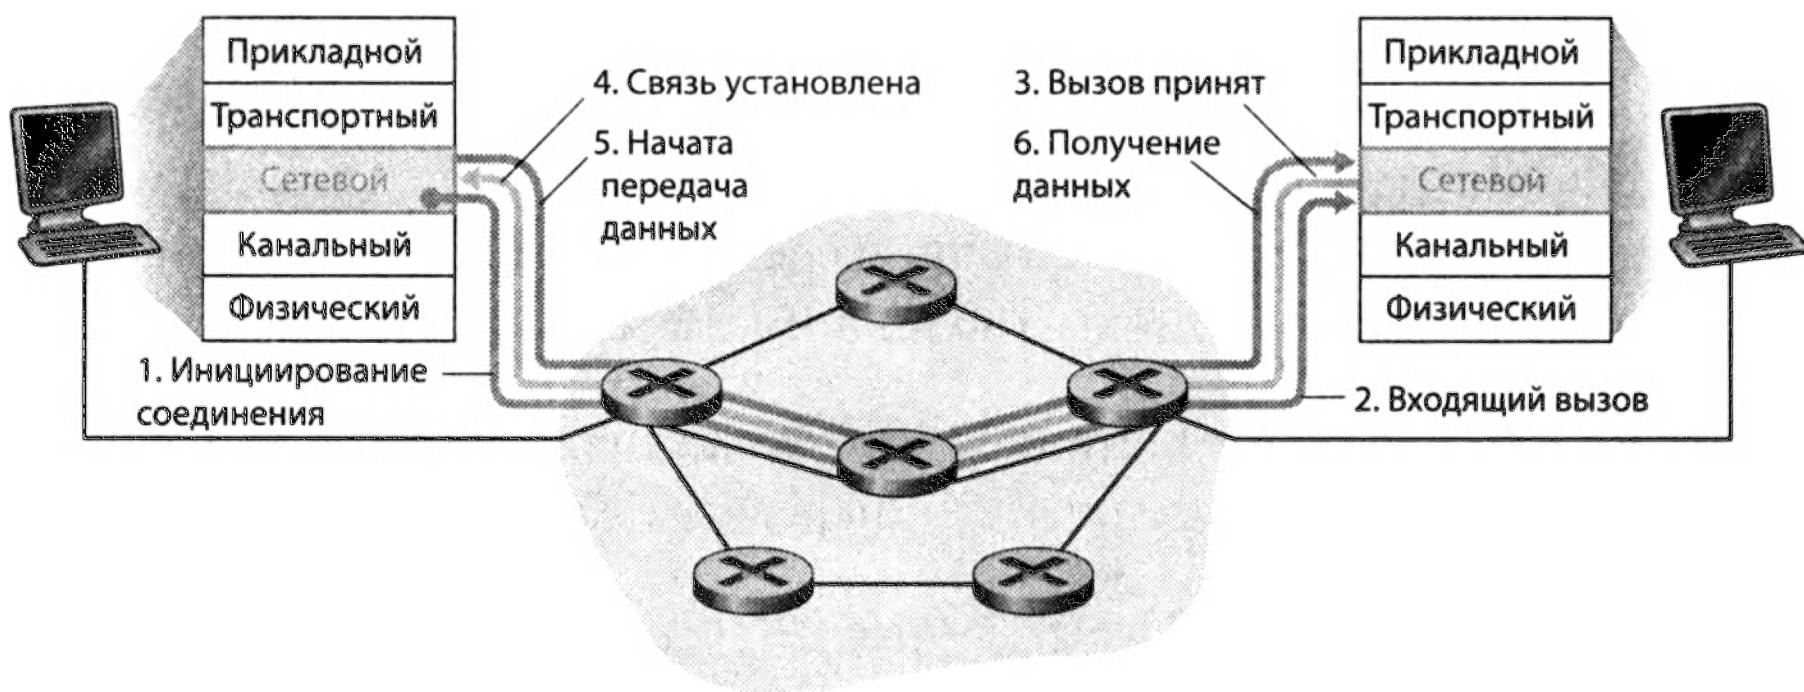 Прикладной
Транспортный
Сетевой
Канальный
Физический
4. Связь установлена
5. Начата
передача
данных
1. Инициирование
соединения
3. Вызов принят
6. Получение
данных
2. Входящий вызов
Прикладной
Транспортный
Сетевой
Канальный
Физический